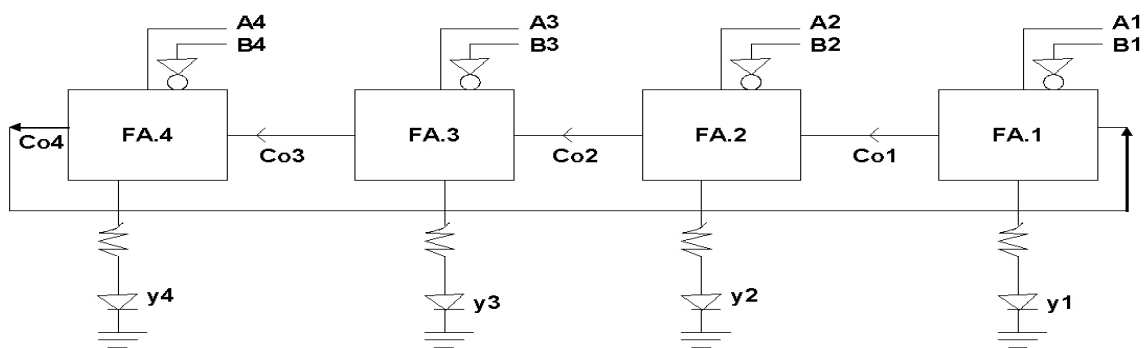 A4 A3 A2 A1
B4 B3 B2 B1
FA.4 FA.3 FA.2 FA.1
Co4 Co3 Co2 Co1
y4 y3 y2 y1